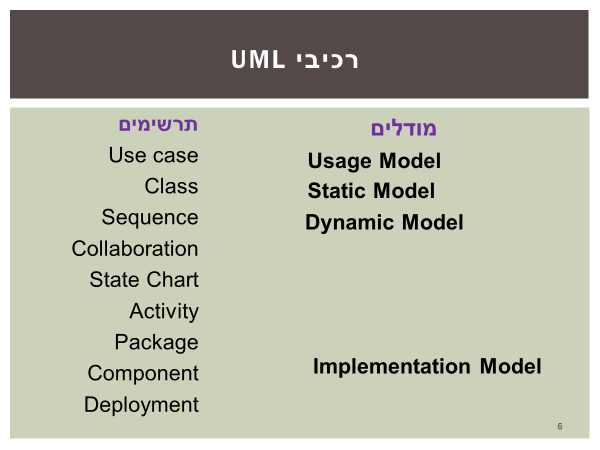 רכיבי UML
מודלים
Usage Model
Static Model
Dynamic Model
Implementation Model
תרשימים
Use case
Class
Sequence
Collaboration
State Chart
Activity
Package
Component
Deployment
6